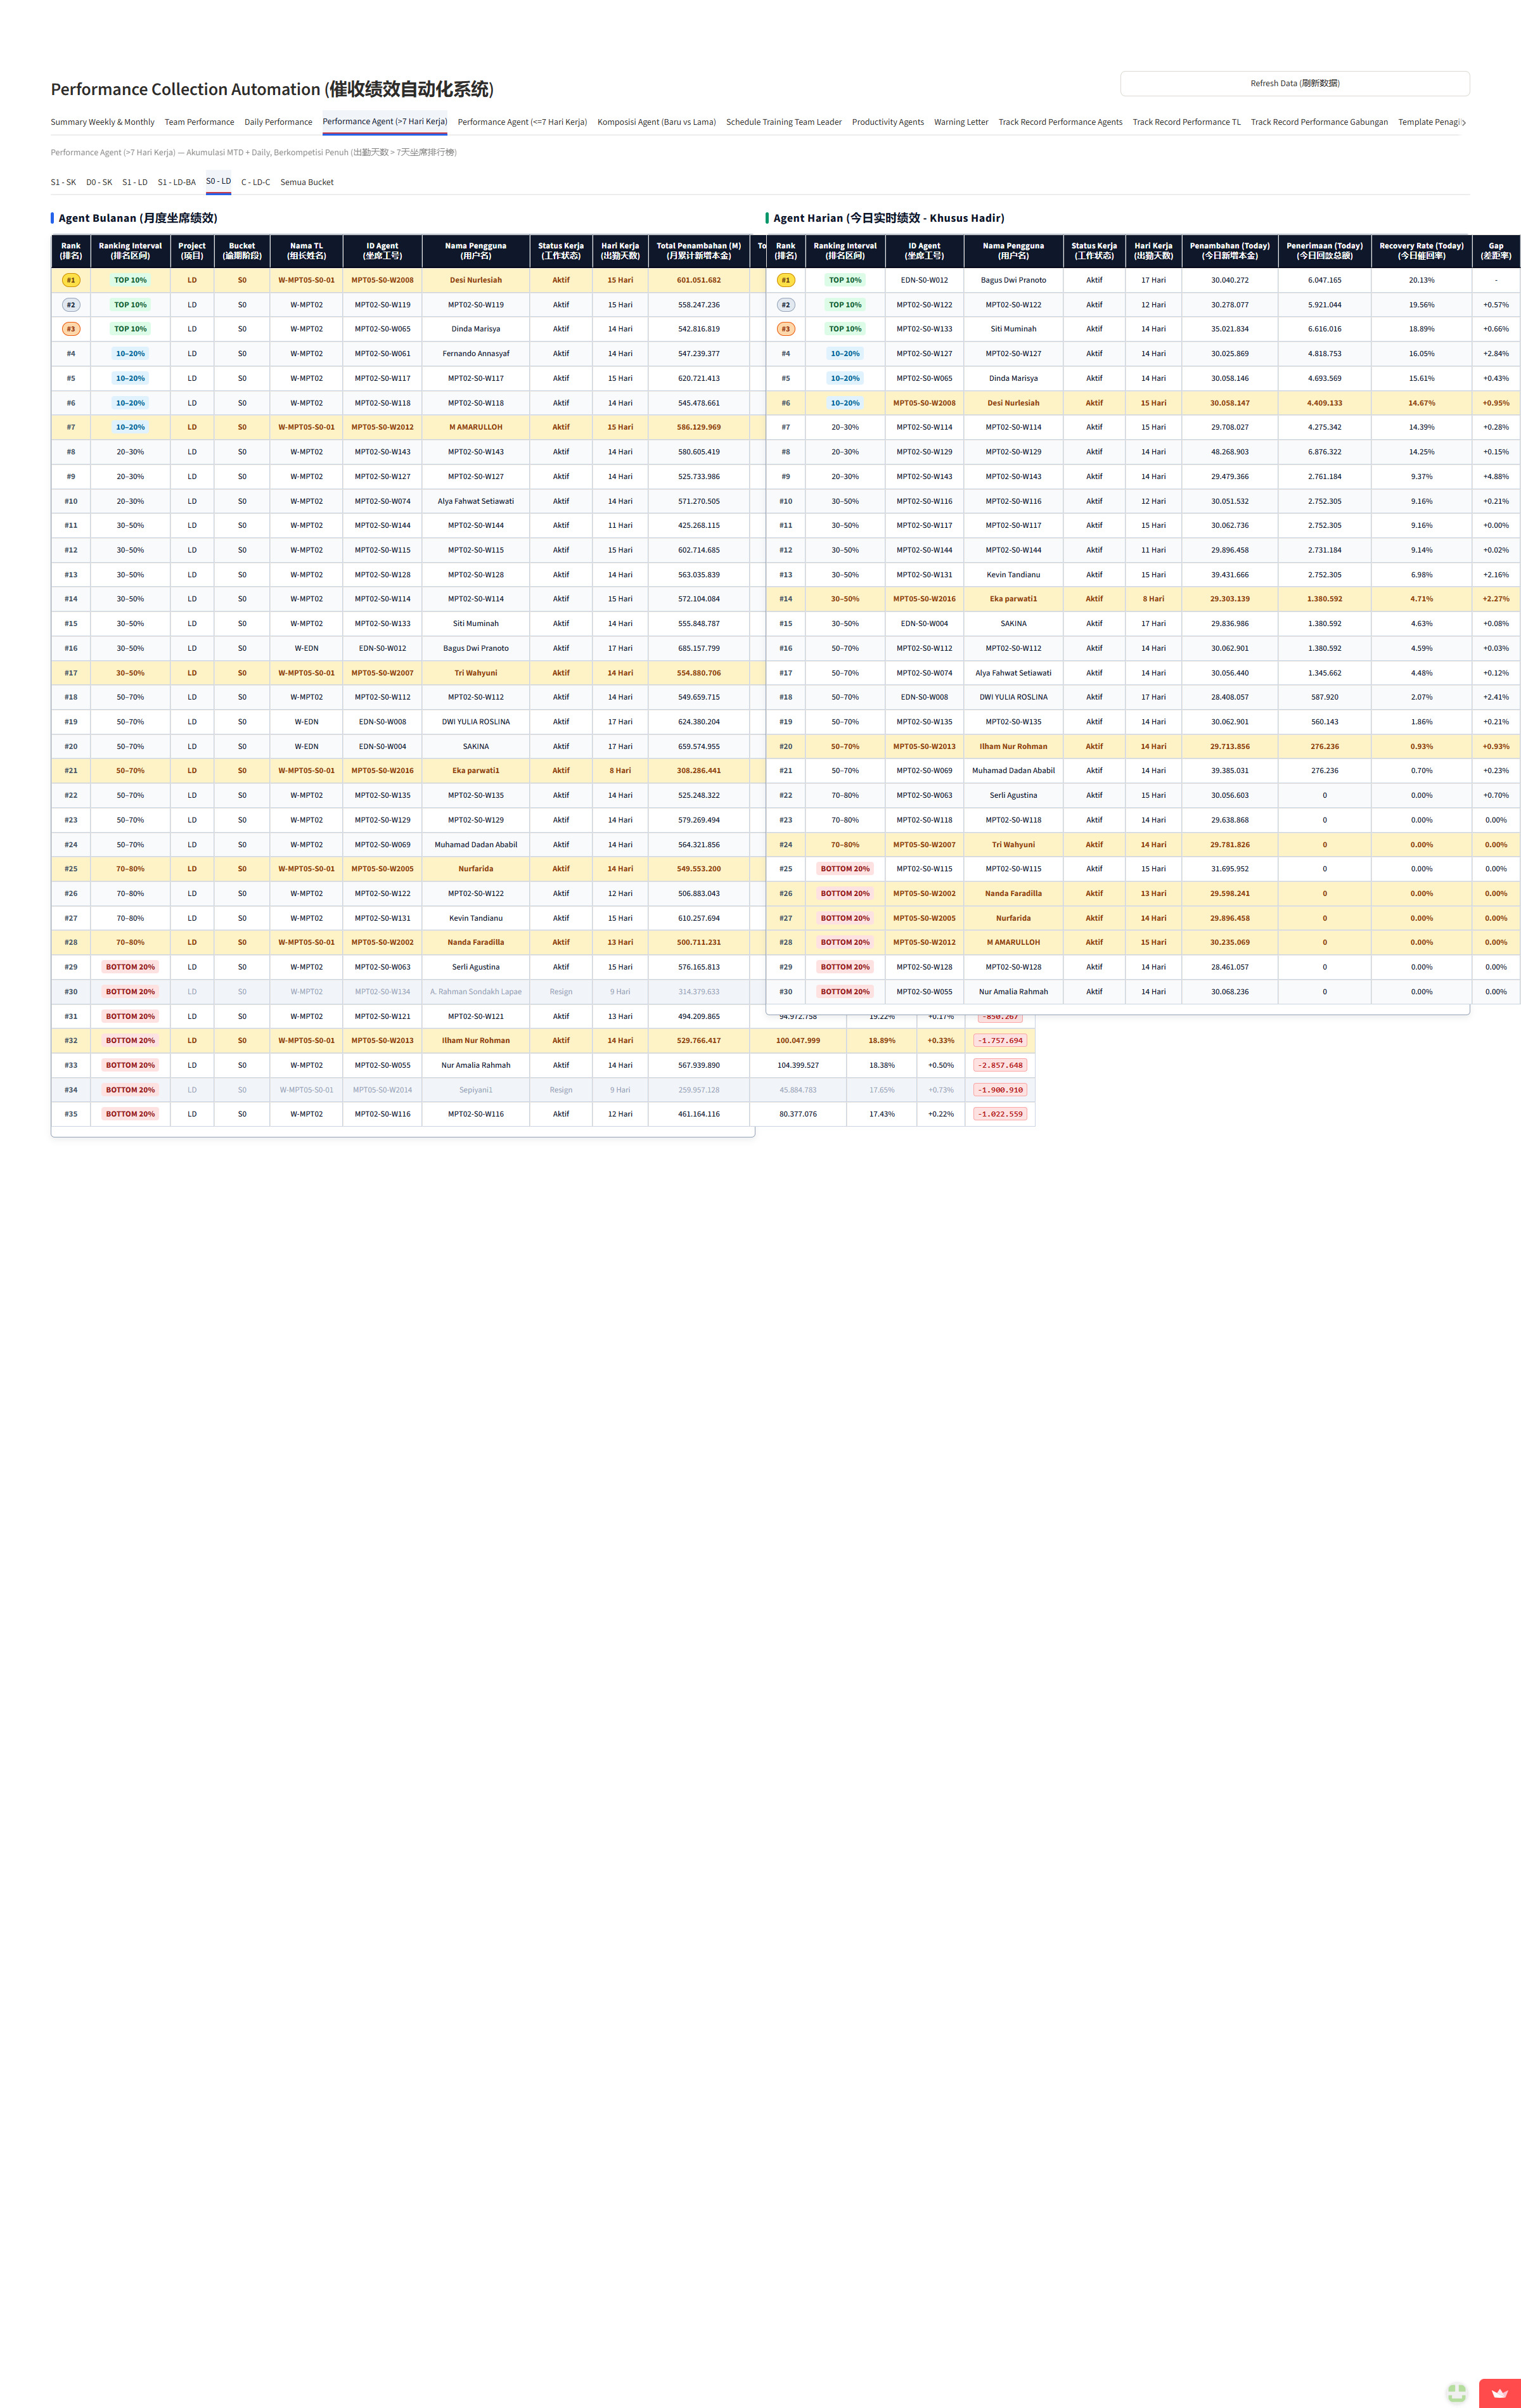 Performance Collection Automation (催收绩效自动化系统)
Refresh Data (刷新数据)
Summary Weekly & Monthly Team Performance Daily Performance Performance Agent (>7 Hari Kerja) Performance Agent (<=7 Hari Kerja) Komposisi Agent (Baru vs Lama) Schedule Training Team Leader Productivity Agents Warning Letter Track Record Performance Agents Track Record Performance TL Track Record Performance Gabungan Template Penagi
Performance Agent (>7 Hari Kerja) — Akumulasi MTD + Daily, Berkompetisi Penuh (出勤天数 > 7天坐席排行榜)
S1 - SK D0 - SK S1 - LD S1 - LD-BA S0 - LD C - LD-C Semua Bucket
Agent Bulanan (月度坐席绩效)
Rank Ranking Interval Project Bucket Nama TL ID Agent Nama Pengguna Status Kerja Hari Kerja Total Penambahan (M) To
(排名) (排名区间) (项目) (逾期阶段) (组长姓名) (坐席工号) (用户名) (工作状态) (出勤天数) (月累计新增本金)
#1 TOP 10% LD S0 W-MPT05-S0-01 MPT05-S0-W2008 Desi Nurlesiah Aktif 15 Hari 601.051.682
#2 TOP 10% LD S0 W-MPT02 MPT02-S0-W119 MPT02-S0-W119 Aktif 15 Hari 558.247.236
#3 TOP 10% LD S0 W-MPT02 MPT02-S0-W065 Dinda Marisya Aktif 14 Hari 542.816.819
#4 10–20% LD S0 W-MPT02 MPT02-S0-W061 Fernando Annasyaf Aktif 14 Hari 547.239.377
#5 10–20% LD S0 W-MPT02 MPT02-S0-W117 MPT02-S0-W117 Aktif 15 Hari 620.721.413
#6 10–20% LD S0 W-MPT02 MPT02-S0-W118 MPT02-S0-W118 Aktif 14 Hari 545.478.661
#7 10–20% LD S0 W-MPT05-S0-01 MPT05-S0-W2012 M AMARULLOH Aktif 15 Hari 586.129.969
#8 20–30% LD S0 W-MPT02 MPT02-S0-W143 MPT02-S0-W143 Aktif 14 Hari 580.605.419
#9 20–30% LD S0 W-MPT02 MPT02-S0-W127 MPT02-S0-W127 Aktif 14 Hari 525.733.986
#10 20–30% LD S0 W-MPT02 MPT02-S0-W074 Alya Fahwat Setiawati Aktif 14 Hari 571.270.505
#11 30–50% LD S0 W-MPT02 MPT02-S0-W144 MPT02-S0-W144 Aktif 11 Hari 425.268.115
#12 30–50% LD S0 W-MPT02 MPT02-S0-W115 MPT02-S0-W115 Aktif 15 Hari 602.714.685
#13 30–50% LD S0 W-MPT02 MPT02-S0-W128 MPT02-S0-W128 Aktif 14 Hari 563.035.839
#14 30–50% LD S0 W-MPT02 MPT02-S0-W114 MPT02-S0-W114 Aktif 15 Hari 572.104.084
#15 30–50% LD S0 W-MPT02 MPT02-S0-W133 Siti Muminah Aktif 14 Hari 555.848.787
#16 30–50% LD S0 W-EDN EDN-S0-W012 Bagus Dwi Pranoto Aktif 17 Hari 685.157.799
#17 30–50% LD S0 W-MPT05-S0-01 MPT05-S0-W2007 Tri Wahyuni Aktif 14 Hari 554.880.706
#18 50–70% LD S0 W-MPT02 MPT02-S0-W112 MPT02-S0-W112 Aktif 14 Hari 549.659.715
#19 50–70% LD S0 W-EDN EDN-S0-W008 DWI YULIA ROSLINA Aktif 17 Hari 624.380.204
#20 50–70% LD S0 W-EDN EDN-S0-W004 SAKINA Aktif 17 Hari 659.574.955
#21 50–70% LD S0 W-MPT05-S0-01 MPT05-S0-W2016 Eka parwati1 Aktif 8 Hari 308.286.441
#22 50–70% LD S0 W-MPT02 MPT02-S0-W135 MPT02-S0-W135 Aktif 14 Hari 525.248.322
#23 50–70% LD S0 W-MPT02 MPT02-S0-W129 MPT02-S0-W129 Aktif 14 Hari 579.269.494
#24 50–70% LD S0 W-MPT02 MPT02-S0-W069 Muhamad Dadan Ababil Aktif 14 Hari 564.321.856
#25 70–80% LD S0 W-MPT05-S0-01 MPT05-S0-W2005 Nurfarida Aktif 14 Hari 549.553.200
#26 70–80% LD S0 W-MPT02 MPT02-S0-W122 MPT02-S0-W122 Aktif 12 Hari 506.883.043
#27 70–80% LD S0 W-MPT02 MPT02-S0-W131 Kevin Tandianu Aktif 15 Hari 610.257.694
#28 70–80% LD S0 W-MPT05-S0-01 MPT05-S0-W2002 Nanda Faradilla Aktif 13 Hari 500.711.231
#29 BOTTOM 20% LD S0 W-MPT02 MPT02-S0-W063 Serli Agustina Aktif 15 Hari 576.165.813
#30 BOTTOM 20% LD S0 W-MPT02 MPT02-S0-W134 A. Rahman Sondakh Lapae Resign 9 Hari 314.379.633
#31 BOTTOM 20% LD S0 W-MPT02 MPT02-S0-W121 MPT02-S0-W121 Aktif 13 Hari 494.209.865 94.972.758 19.22% +0.17% -850.267
#32 BOTTOM 20% LD S0 W-MPT05-S0-01 MPT05-S0-W2013 Ilham Nur Rohman Aktif 14 Hari 529.766.417 100.047.999 18.89% +0.33% -1.757.694
#33 BOTTOM 20% LD S0 W-MPT02 MPT02-S0-W055 Nur Amalia Rahmah Aktif 14 Hari 567.939.890 104.399.527 18.38% +0.50% -2.857.648
#34 BOTTOM 20% LD S0 W-MPT05-S0-01 MPT05-S0-W2014 Sepiyani1 Resign 9 Hari 259.957.128 45.884.783 17.65% +0.73% -1.900.910
#35 BOTTOM 20% LD S0 W-MPT02 MPT02-S0-W116 MPT02-S0-W116 Aktif 12 Hari 461.164.116 80.377.076 17.43% +0.22% -1.022.559
Agent Harian (今日实时绩效 - Khusus Hadir)
Rank Ranking Interval ID Agent Nama Pengguna Status Kerja Hari Kerja Penambahan (Today) Penerimaan (Today) Recovery Rate (Today) Gap
(排名) (排名区间) (坐席工号) (用户名) (工作状态) (出勤天数) (今日新增本金) (今日回款总额) (今日催回率) (差距率)
#1 TOP 10% EDN-S0-W012 Bagus Dwi Pranoto Aktif 17 Hari 30.040.272 6.047.165 20.13% -
#2 TOP 10% MPT02-S0-W122 MPT02-S0-W122 Aktif 12 Hari 30.278.077 5.921.044 19.56% +0.57%
#3 TOP 10% MPT02-S0-W133 Siti Muminah Aktif 14 Hari 35.021.834 6.616.016 18.89% +0.66%
#4 10–20% MPT02-S0-W127 MPT02-S0-W127 Aktif 14 Hari 30.025.869 4.818.753 16.05% +2.84%
#5 10–20% MPT02-S0-W065 Dinda Marisya Aktif 14 Hari 30.058.146 4.693.569 15.61% +0.43%
#6 10–20% MPT05-S0-W2008 Desi Nurlesiah Aktif 15 Hari 30.058.147 4.409.133 14.67% +0.95%
#7 20–30% MPT02-S0-W114 MPT02-S0-W114 Aktif 15 Hari 29.708.027 4.275.342 14.39% +0.28%
#8 20–30% MPT02-S0-W129 MPT02-S0-W129 Aktif 14 Hari 48.268.903 6.876.322 14.25% +0.15%
#9 20–30% MPT02-S0-W143 MPT02-S0-W143 Aktif 14 Hari 29.479.366 2.761.184 9.37% +4.88%
#10 30–50% MPT02-S0-W116 MPT02-S0-W116 Aktif 12 Hari 30.051.532 2.752.305 9.16% +0.21%
#11 30–50% MPT02-S0-W117 MPT02-S0-W117 Aktif 15 Hari 30.062.736 2.752.305 9.16% +0.00%
#12 30–50% MPT02-S0-W144 MPT02-S0-W144 Aktif 11 Hari 29.896.458 2.731.184 9.14% +0.02%
#13 30–50% MPT02-S0-W131 Kevin Tandianu Aktif 15 Hari 39.431.666 2.752.305 6.98% +2.16%
#14 30–50% MPT05-S0-W2016 Eka parwati1 Aktif 8 Hari 29.303.139 1.380.592 4.71% +2.27%
#15 30–50% EDN-S0-W004 SAKINA Aktif 17 Hari 29.836.986 1.380.592 4.63% +0.08%
#16 50–70% MPT02-S0-W112 MPT02-S0-W112 Aktif 14 Hari 30.062.901 1.380.592 4.59% +0.03%
#17 50–70% MPT02-S0-W074 Alya Fahwat Setiawati Aktif 14 Hari 30.056.440 1.345.662 4.48% +0.12%
#18 50–70% EDN-S0-W008 DWI YULIA ROSLINA Aktif 17 Hari 28.408.057 587.920 2.07% +2.41%
#19 50–70% MPT02-S0-W135 MPT02-S0-W135 Aktif 14 Hari 30.062.901 560.143 1.86% +0.21%
#20 50–70% MPT05-S0-W2013 Ilham Nur Rohman Aktif 14 Hari 29.713.856 276.236 0.93% +0.93%
#21 50–70% MPT02-S0-W069 Muhamad Dadan Ababil Aktif 14 Hari 39.385.031 276.236 0.70% +0.23%
#22 70–80% MPT02-S0-W063 Serli Agustina Aktif 15 Hari 30.056.603 0 0.00% +0.70%
#23 70–80% MPT02-S0-W118 MPT02-S0-W118 Aktif 14 Hari 29.638.868 0 0.00% 0.00%
#24 70–80% MPT05-S0-W2007 Tri Wahyuni Aktif 14 Hari 29.781.826 0 0.00% 0.00%
#25 BOTTOM 20% MPT02-S0-W115 MPT02-S0-W115 Aktif 15 Hari 31.695.952 0 0.00% 0.00%
#26 BOTTOM 20% MPT05-S0-W2002 Nanda Faradilla Aktif 13 Hari 29.598.241 0 0.00% 0.00%
#27 BOTTOM 20% MPT05-S0-W2005 Nurfarida Aktif 14 Hari 29.896.458 0 0.00% 0.00%
#28 BOTTOM 20% MPT05-S0-W2012 M AMARULLOH Aktif 15 Hari 30.235.069 0 0.00% 0.00%
#29 BOTTOM 20% MPT02-S0-W128 MPT02-S0-W128 Aktif 14 Hari 28.461.057 0 0.00% 0.00%
#30 BOTTOM 20% MPT02-S0-W055 Nur Amalia Rahmah Aktif 14 Hari 30.068.236 0 0.00% 0.00%